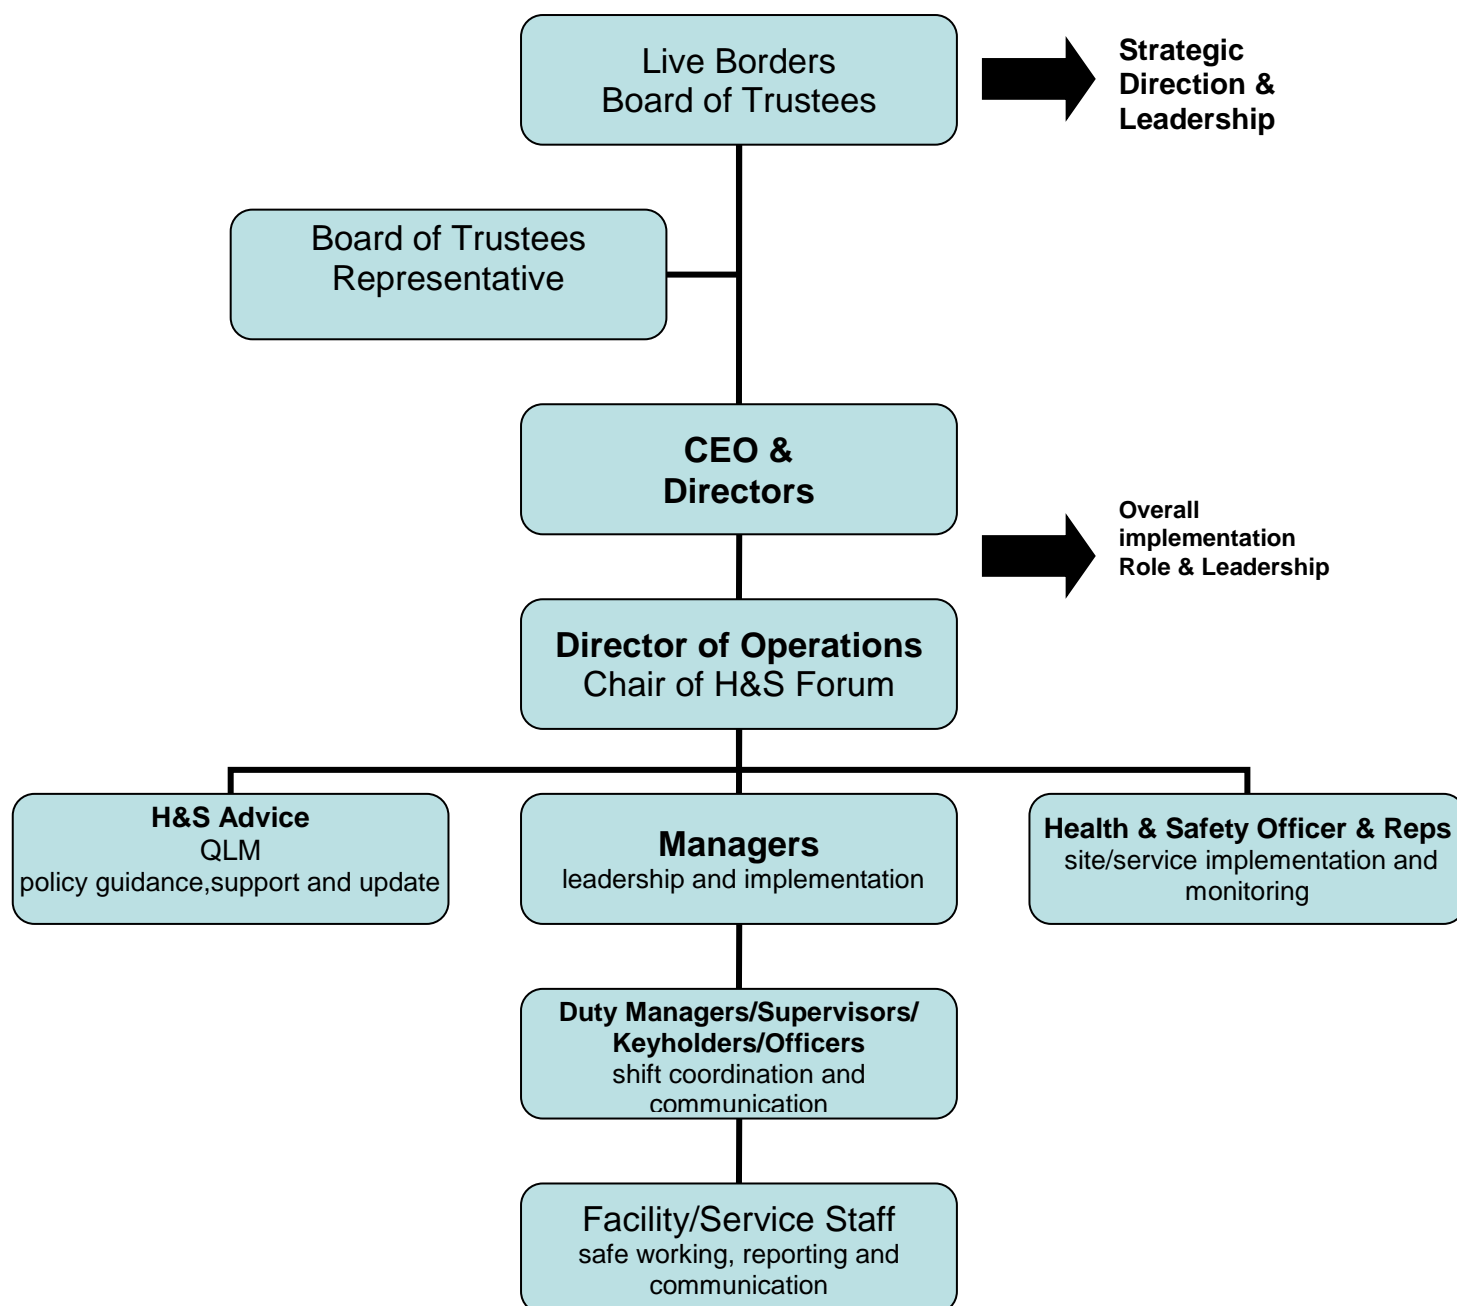 Live Borders
Board of Trustees
Strategic
Direction &
Leadership
Board of Trustees
Representative
CEO &
Directors
Overall
implementation
Role & Leadership
Director of Operations
Chair of H&S Forum
H&S Advice
QLM
policy guidance,support and update
Managers
leadership and implementation
Health & Safety Officer & Reps
site/service implementation and
monitoring
Duty Managers/Supervisors/
Keyholders/Officers
shift coordination and
communication
Facility/Service Staff
safe working, reporting and
communication